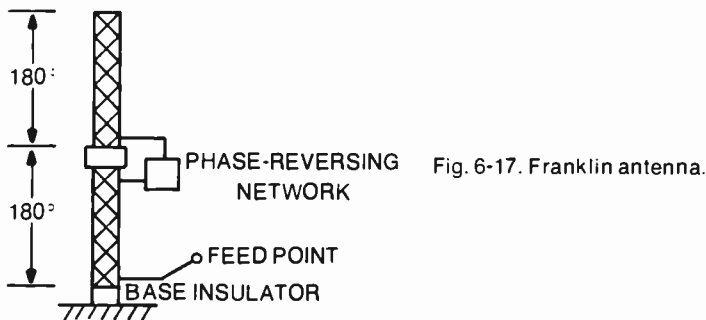 180°
PHASE-REVERSING
NETWORK
Fig. 6-17. Franklin antenna.
180°
FEED POINT
BASE INSULATOR